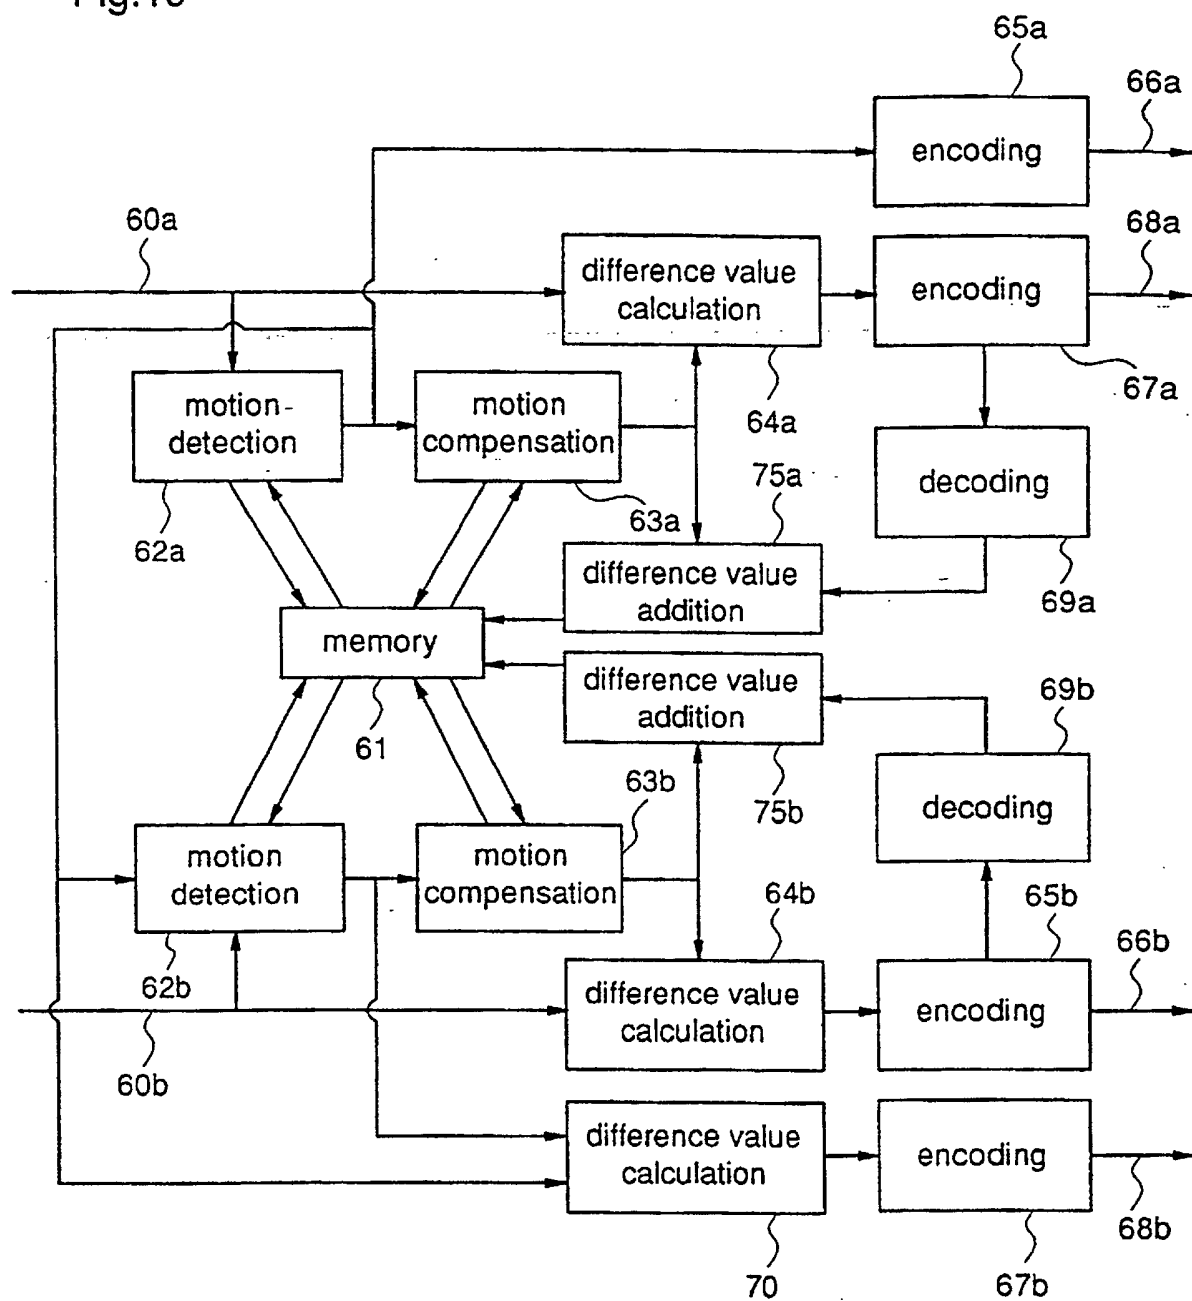 65a
66a
encoding
60a
68a
difference value
calculation
encoding
64a
67a
motion-
detection
motion
compensation
75a
decoding
62a
63a
difference value
addition
69a
memory
difference value
addition
69b
61
63b
75b
decoding
motion
detection
motion
compensation
64b
65b
62b
66b
difference value
calculation
encoding
60b
difference value
calculation
encoding
68b
70
67b